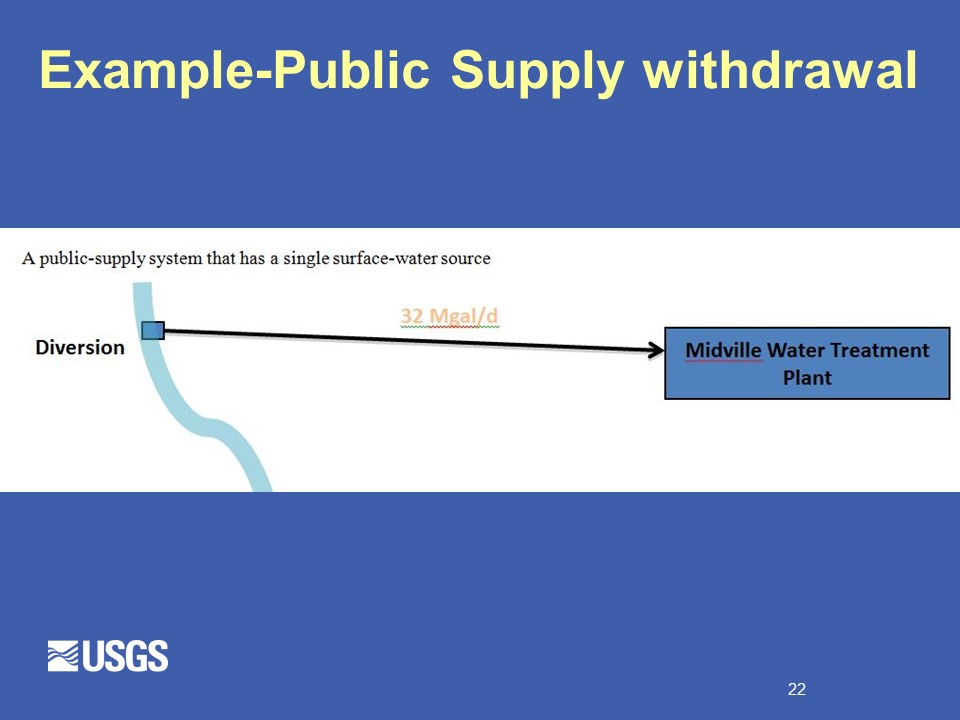 Example-Public Supply withdrawal
A public-supply system that has a single surface-water source
32 Mgal/d
Diversion
Midville Water Treatment
Plant
USGS
22